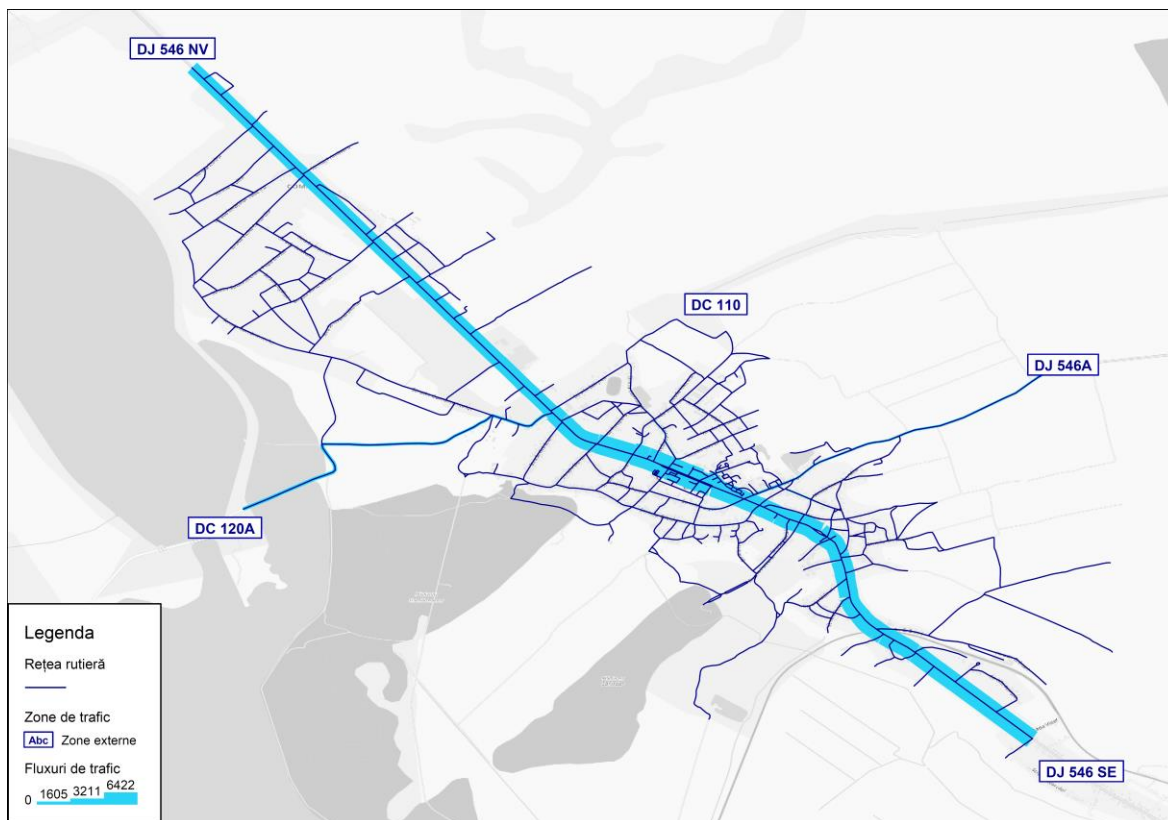 DJ 546 NV
DC 110
DJ 546A
DC 120A
DJ 546 SE
Legenda
Rețea rutieră
Zone de trafic
Abc Zone externe
Fluxuri de trafic
0 1605 3211 6422